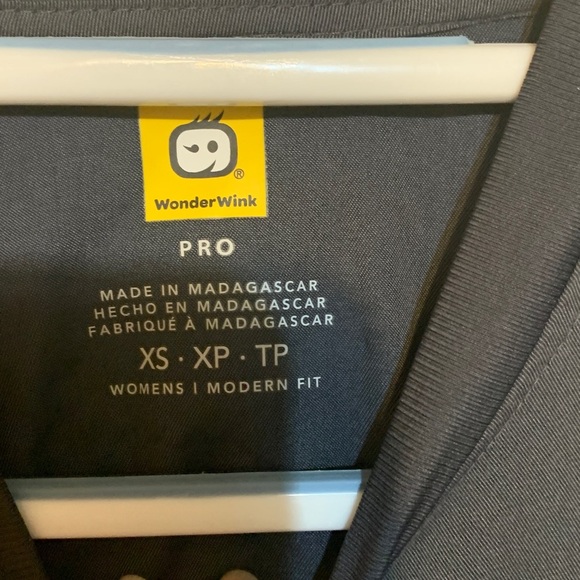 ®
WonderWink
PRO
MADE IN MADAGASCAR
HECHO EN MADAGASCAR
FABRIQUÉ À MADAGASCAR
XS · XP · TP
WOMENS | MODERN FIT